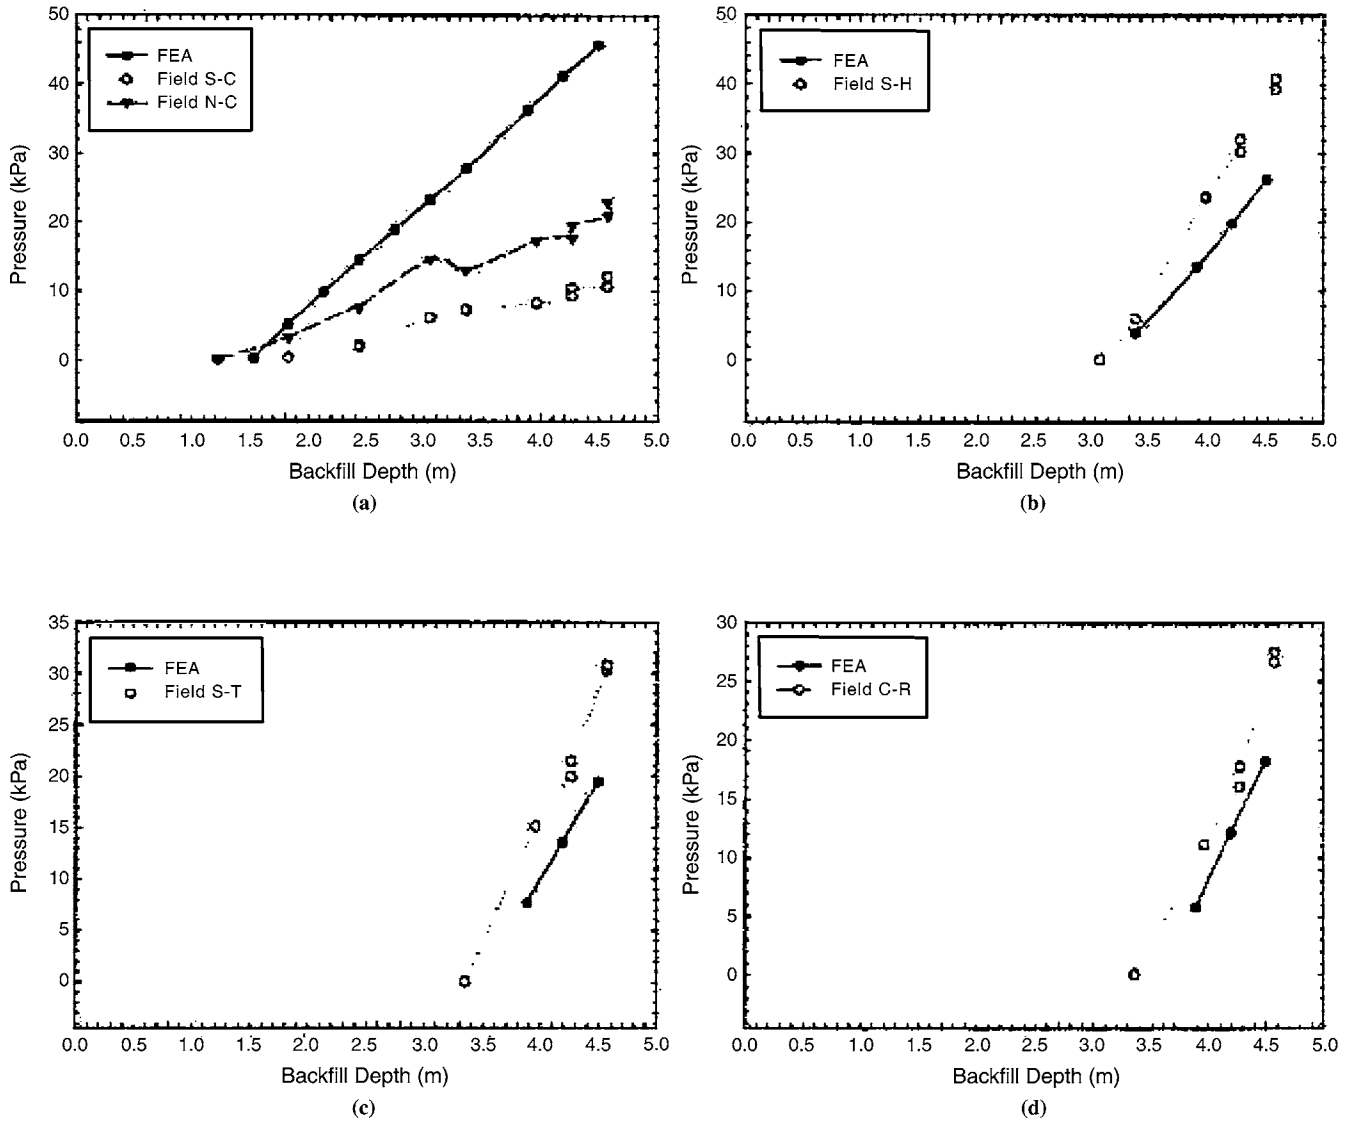 50
40
30
20
10
0
Pressure (kPa)
FEA
Field S-C
Field N-C
0.0 0.5 1.0 1.5 2.0 2.5 3.0 3.5 4.0 4.5 5.0
Backfill Depth (m)
(a)
50
40
30
20
10
0
Pressure (kPa)
FEA
Field S-H
0.0 0.5 1.0 1.5 2.0 2.5 3.0 3.5 4.0 4.5 5.0
Backfill Depth (m)
(b)
35
30
25
20
15
10
5
0
Pressure (kPa)
FEA
Field S-T
0.0 0.5 1.0 1.5 2.0 2.5 3.0 3.5 4.0 4.5 5.0
Backfill Depth (m)
(c)
30
25
20
15
10
5
0
Pressure (kPa)
FEA
Field C-R
0.0 0.5 1.0 1.5 2.0 2.5 3.0 3.5 4.0 4.5 5.0
Backfill Depth (m)
(d)